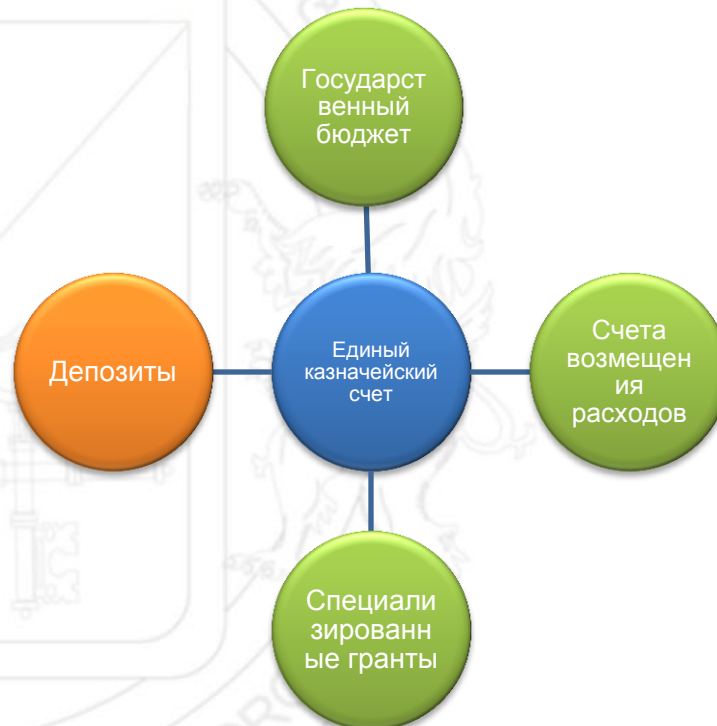 Государст
венный
бюджет
Депозиты
Единый
казначейский
счет
Счета
возмещен
ия
расходов
Специали
зированн
ые гранты